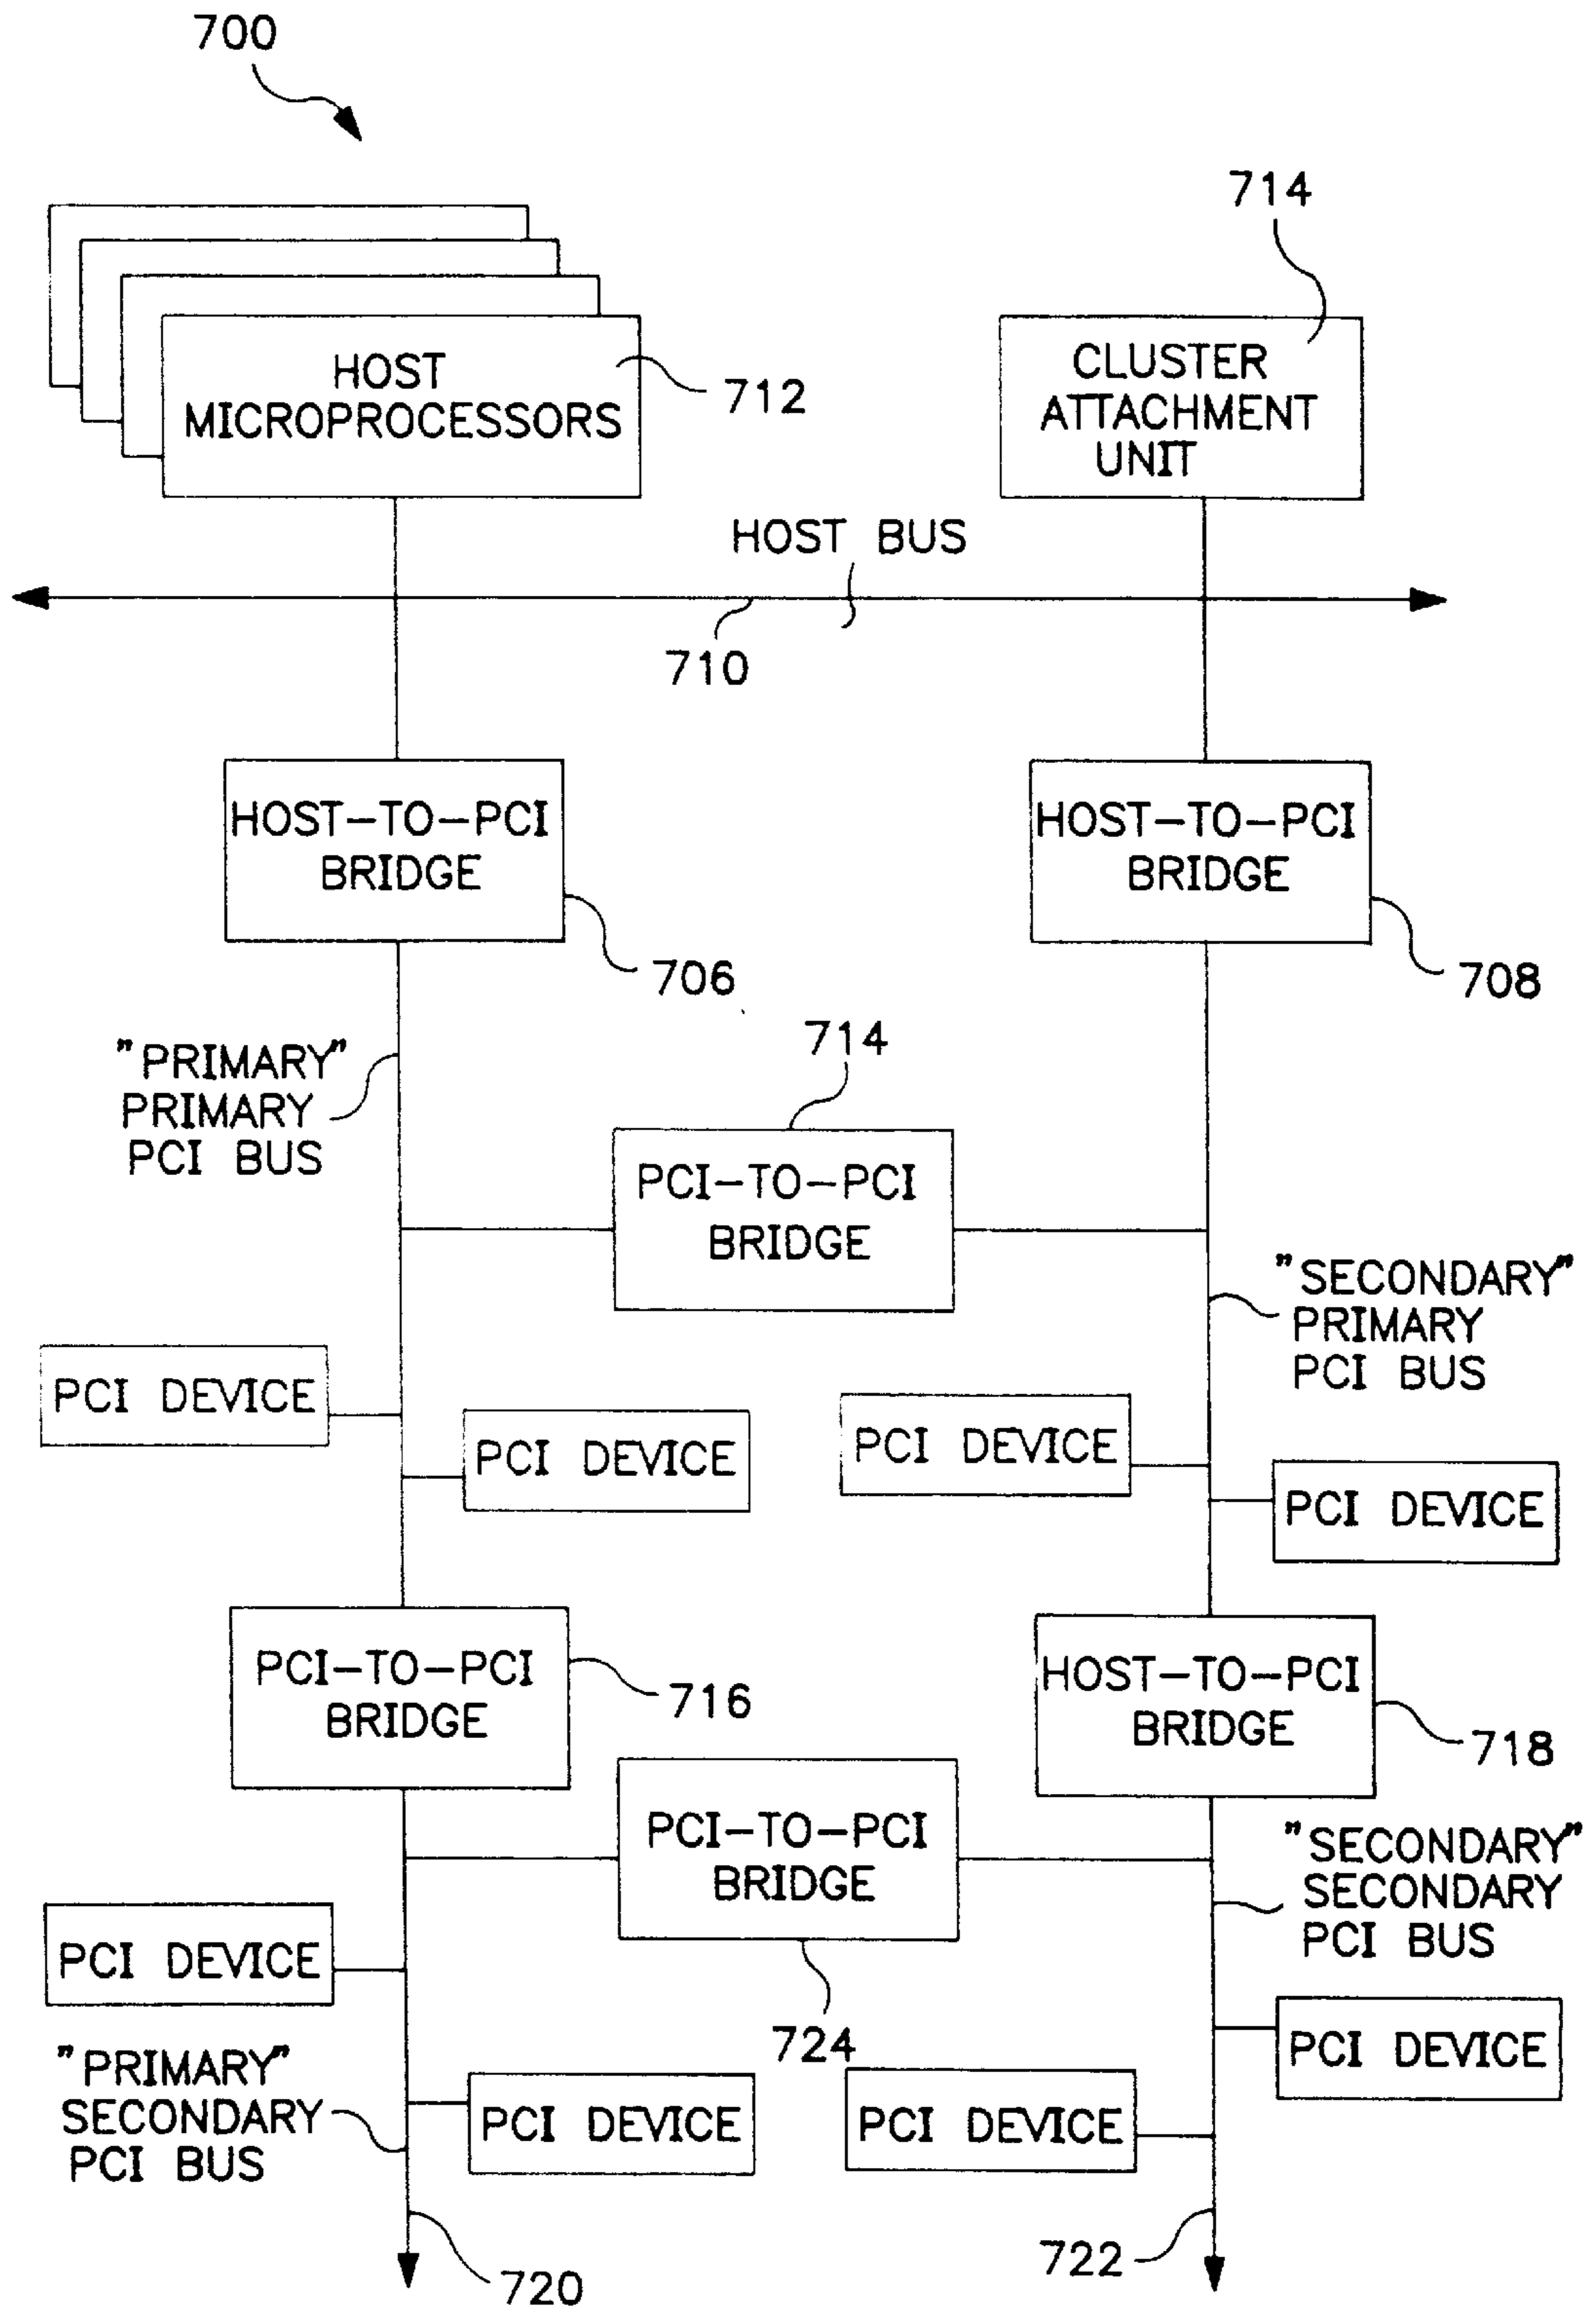 700
714
HOST
MICROPROCESSORS
712
CLUSTER
ATTACHMENT
UNIT
HOST BUS
710
HOST-TO-PCI
BRIDGE
706
HOST-TO-PCI
BRIDGE
708
"PRIMARY"
PRIMARY
PCI BUS
714
PCI-TO-PCI
BRIDGE
"SECONDARY"
PRIMARY
PCI BUS
PCI DEVICE
PCI DEVICE
PCI DEVICE
PCI DEVICE
PCI-TO-PCI
BRIDGE
716
HOST-TO-PCI
BRIDGE
718
PCI-TO-PCI
BRIDGE
724
"SECONDARY"
SECONDARY
PCI BUS
PCI DEVICE
PCI DEVICE
"PRIMARY"
SECONDARY
PCI BUS
PCI DEVICE
PCI DEVICE
720
722